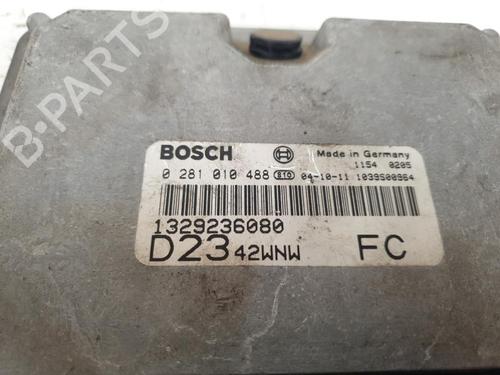 BOSCH Made in Germany
1154 0205
0 281 010 488 e10 04-10-11 1039S00964
1329236080
D23 42WNW FC
B-PARTS